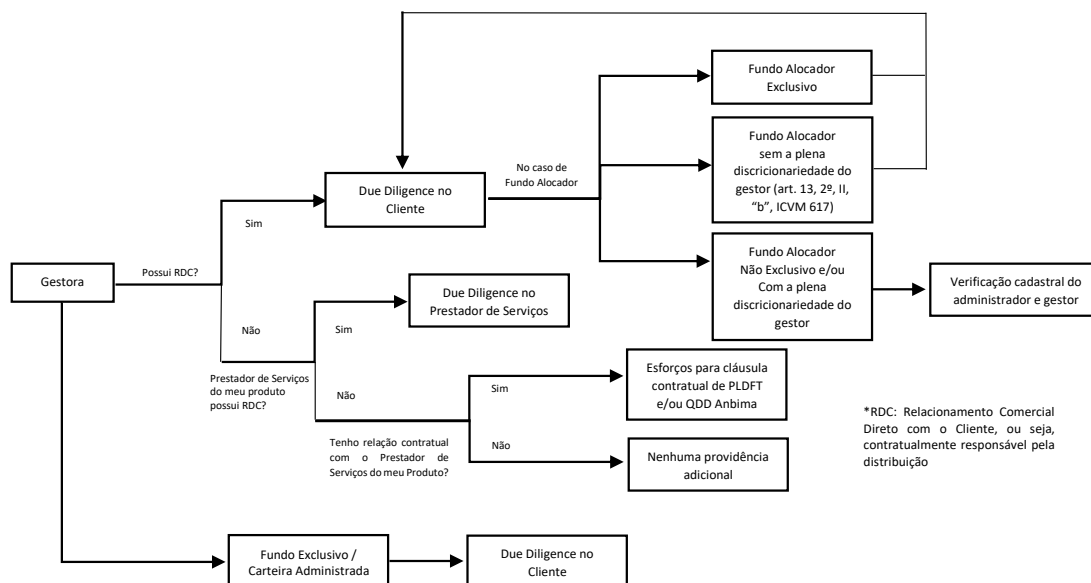 Fundo Alocador
Exclusivo
Fundo Alocador
sem a plena
discricionariedade do
gestor (art. 13, 2º, II,
“b”, ICVM 617)
No caso de
Fundo Alocador
Due Diligence no
Cliente
Sim
Fundo Alocador
Não Exclusivo e/ou
Com a plena
discricionariedade do
gestor
Verificação cadastral do
administrador e gestor
Gestora
Possui RDC?
Due Diligence no
Prestador de Serviços
Não
Sim
Prestador de Serviços
do meu produto
possui RDC?
Não
Sim
Esforços para cláusula
contratual de PLDFT
e/ou QDD Anbima
Tenho relação contratual
com o Prestador de
Serviços do meu Produto?
Não
Nenhuma providência
adicional
*RDC: Relacionamento Comercial
Direto com o Cliente, ou seja,
contratualmente responsável pela
distribuição
Fundo Exclusivo /
Carteira Administrada
Due Diligence no
Cliente